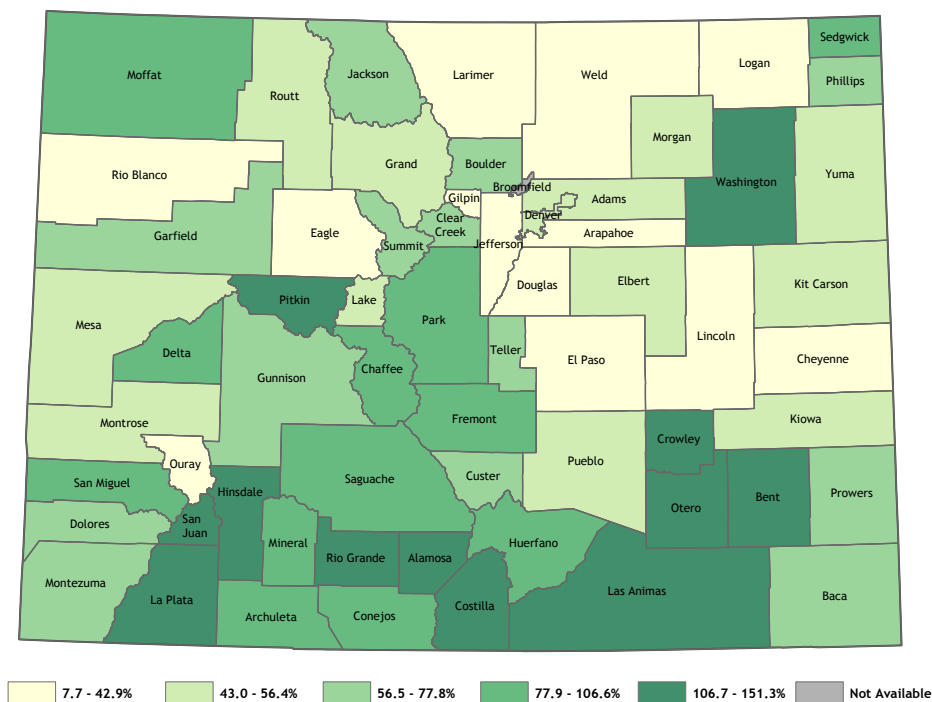 Sedgwick
Moffat
Jackson
Larimer
Weld
Logan
Phillips
Routt
Morgan
Grand
Boulder
Rio Blanco
Washington
Yuma
Broomfield
Gilpin
Adams
Denver
Clear
Creek
Eagle
Garfield
Summit
Jefferson
Arapahoe
Douglas
Elbert
Kit Carson
Pitkin
Lake
Park
Mesa
Lincoln
Delta
Teller
El Paso
Cheyenne
Chaffee
Gunnison
Fremont
Kiowa
Montrose
Crowley
Ouray
Pueblo
San Miguel
Hinsdale
Saguache
Custer
Otero
Bent
Prowers
Dolores
San
Juan
Mineral
Rio Grande
Alamosa
Huerfano
Montezuma
La Plata
Archuleta
Conejos
Costilla
Las Animas
Baca
7.7 - 42.9%
43.0 - 56.4%
56.5 - 77.8%
77.9 - 106.6%
106.7 - 151.3%
Not Available